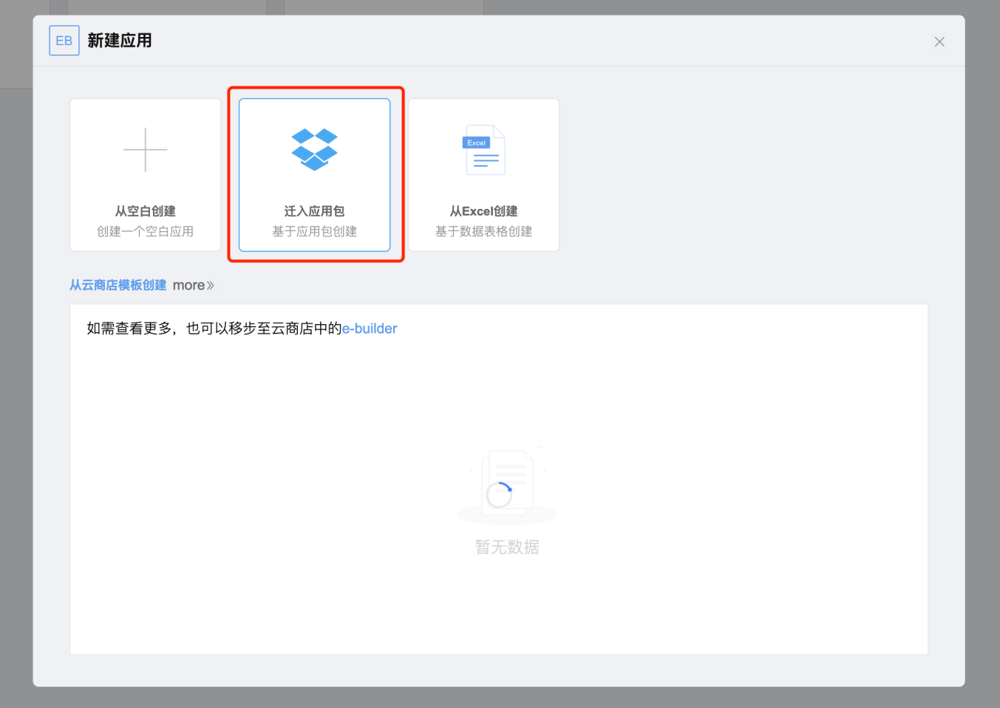 EB 新建应用
从空白创建
创建一个空白应用
迁入应用包
基于应用包创建
Excel
从Excel创建
基于数据表格创建
从云商店模板创建 more»
如需查看更多，也可以移步至云商店中的e-builder
暂无数据